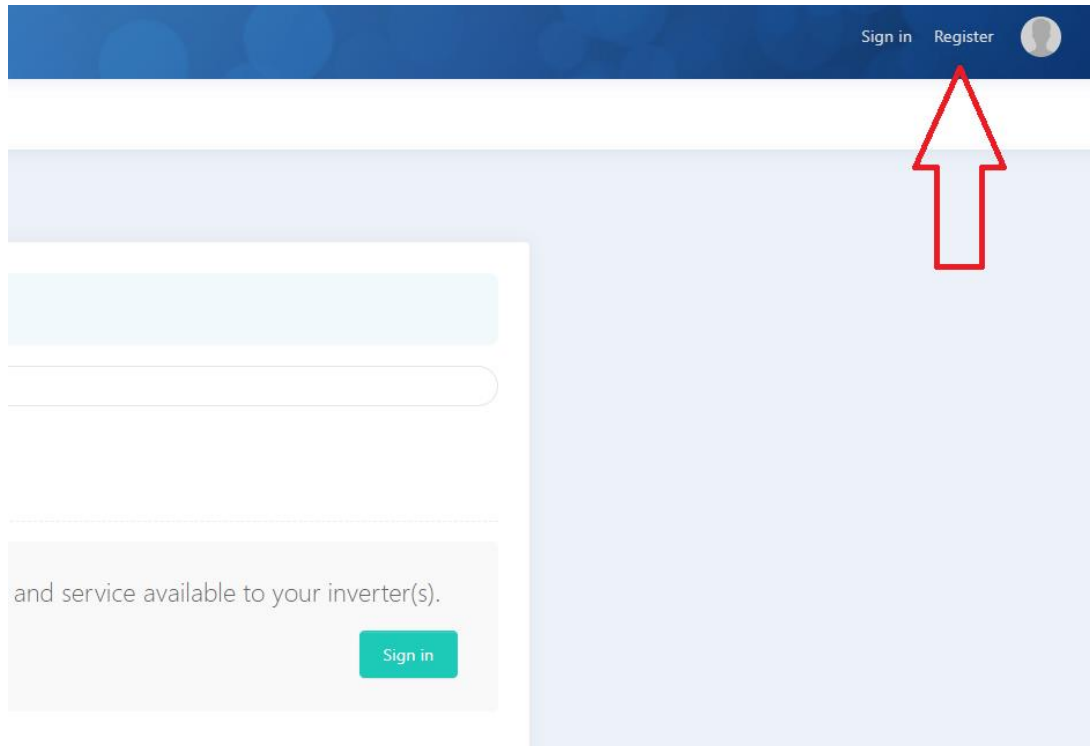 Sign in Register
and service available to your inverter(s).
Sign in